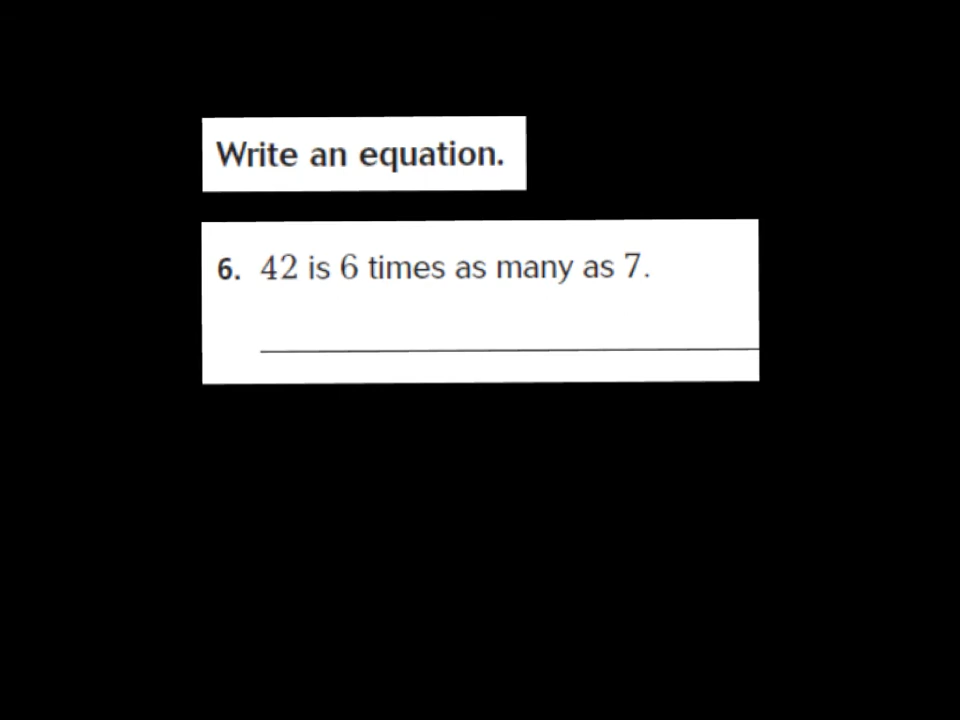 Write an equation.
6. 42 is 6 times as many as 7.